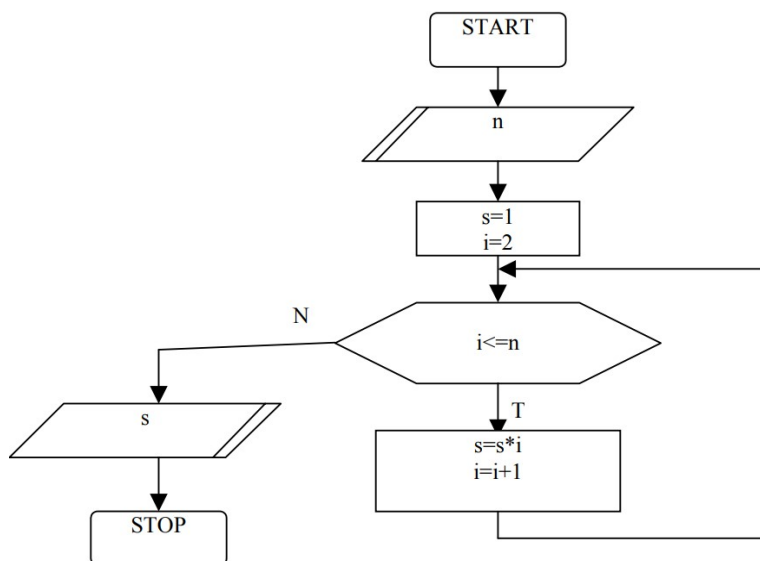 START
n
s=1
i=2
N
i<=n
T
s
s=s*i
i=i+1
STOP